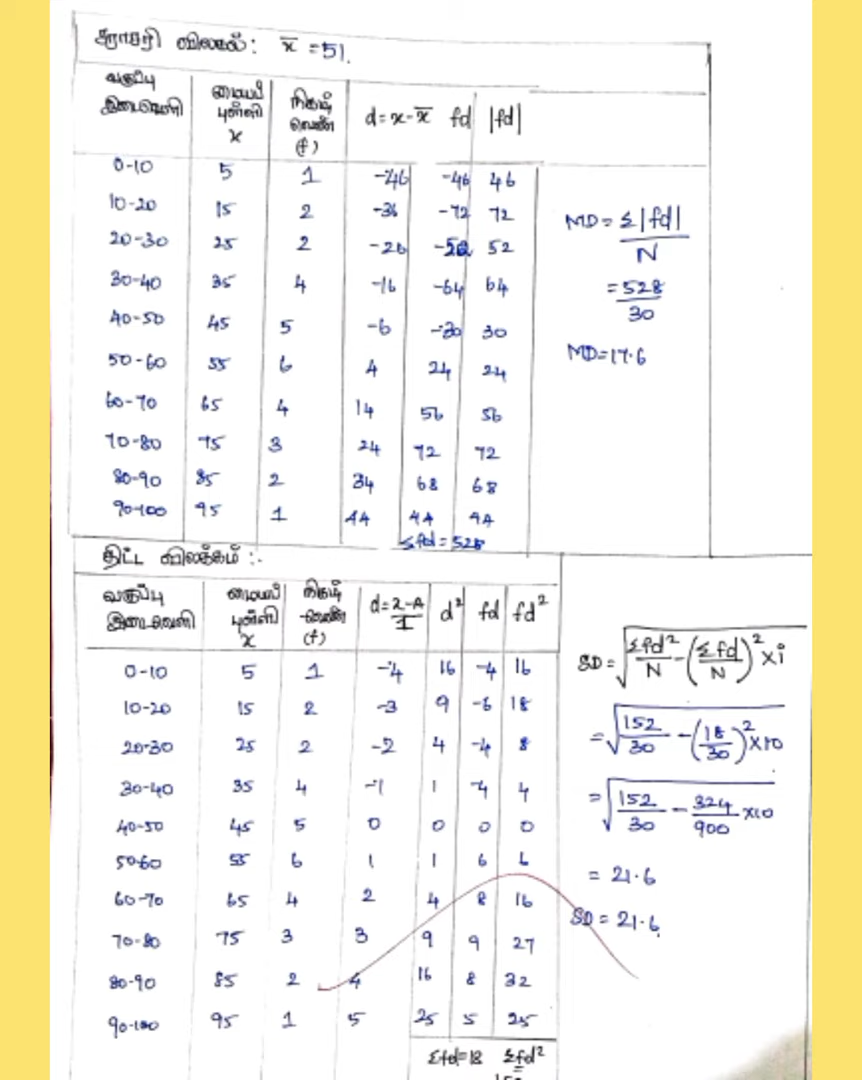 சராசரி விலகல் : x̄ = 51.
வகுப்பு இடைவெளி | மையப் புள்ளி x | நிகழ் வெண் (f) | d = x - x̄ | fd | |fd|
0-10 | 5 | 1 | -46 | -46 | 46
10-20 | 15 | 2 | -36 | -72 | 72
20-30 | 25 | 2 | -26 | -52 | 52
30-40 | 35 | 4 | -16 | -64 | 64
40-50 | 45 | 5 | -6 | -30 | 30
50-60 | 55 | 6 | 4 | 24 | 24
60-70 | 65 | 4 | 14 | 56 | 56
70-80 | 75 | 3 | 24 | 72 | 72
80-90 | 85 | 2 | 34 | 68 | 68
90-100 | 95 | 1 | 44 | 44 | 44
Σfd = 528
MD = Σ|fd| / N
= 528 / 30
MD = 17.6
திட்ட விலக்கம் :-
வகுப்பு இடைவெளி | மையப் புள்ளி x | நிகழ் வெண் (f) | d = x-A / I | d² | fd | fd²
0-10 | 5 | 1 | -4 | 16 | -4 | 16
10-20 | 15 | 2 | -3 | 9 | -6 | 18
20-30 | 25 | 2 | -2 | 4 | -4 | 8
30-40 | 35 | 4 | -1 | 1 | -4 | 4
40-50 | 45 | 5 | 0 | 0 | 0 | 0
50-60 | 55 | 6 | 1 | 1 | 6 | 6
60-70 | 65 | 4 | 2 | 4 | 8 | 16
70-80 | 75 | 3 | 3 | 9 | 9 | 27
80-90 | 85 | 2 | 4 | 16 | 8 | 32
90-100 | 95 | 1 | 5 | 25 | 5 | 25
Σfd = 18 Σfd²
=
SD = √ Σfd² / N - (Σfd / N)² × i
= √ 152 / 30 - (18 / 30)² × 10
= √ 152 / 30 - 324 / 900 × 10
= 21.6
SD = 21.6.